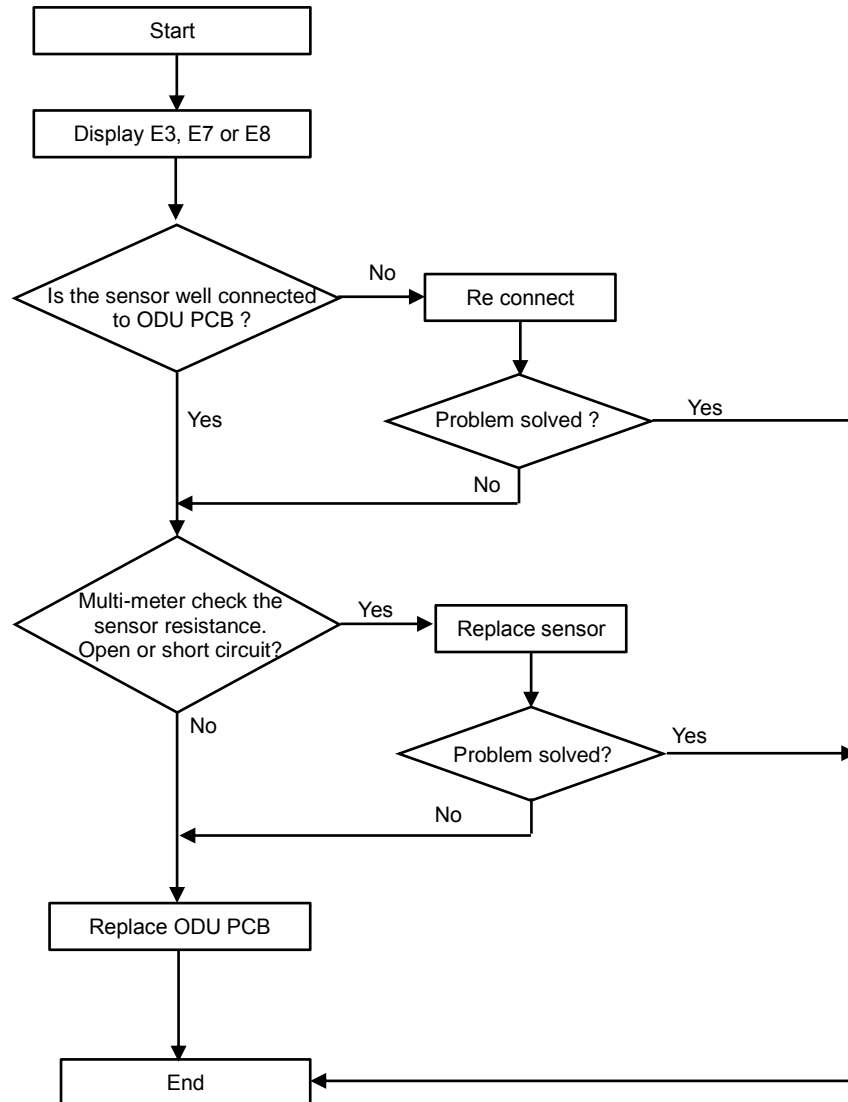 Start
Display E3, E7 or E8
Is the sensor well connected
to ODU PCB ?
No
Re connect
Yes
Problem solved ?
Yes
No
Multi-meter check the
sensor resistance.
Open or short circuit?
Yes
Replace sensor
No
Problem solved?
Yes
No
Replace ODU PCB
End